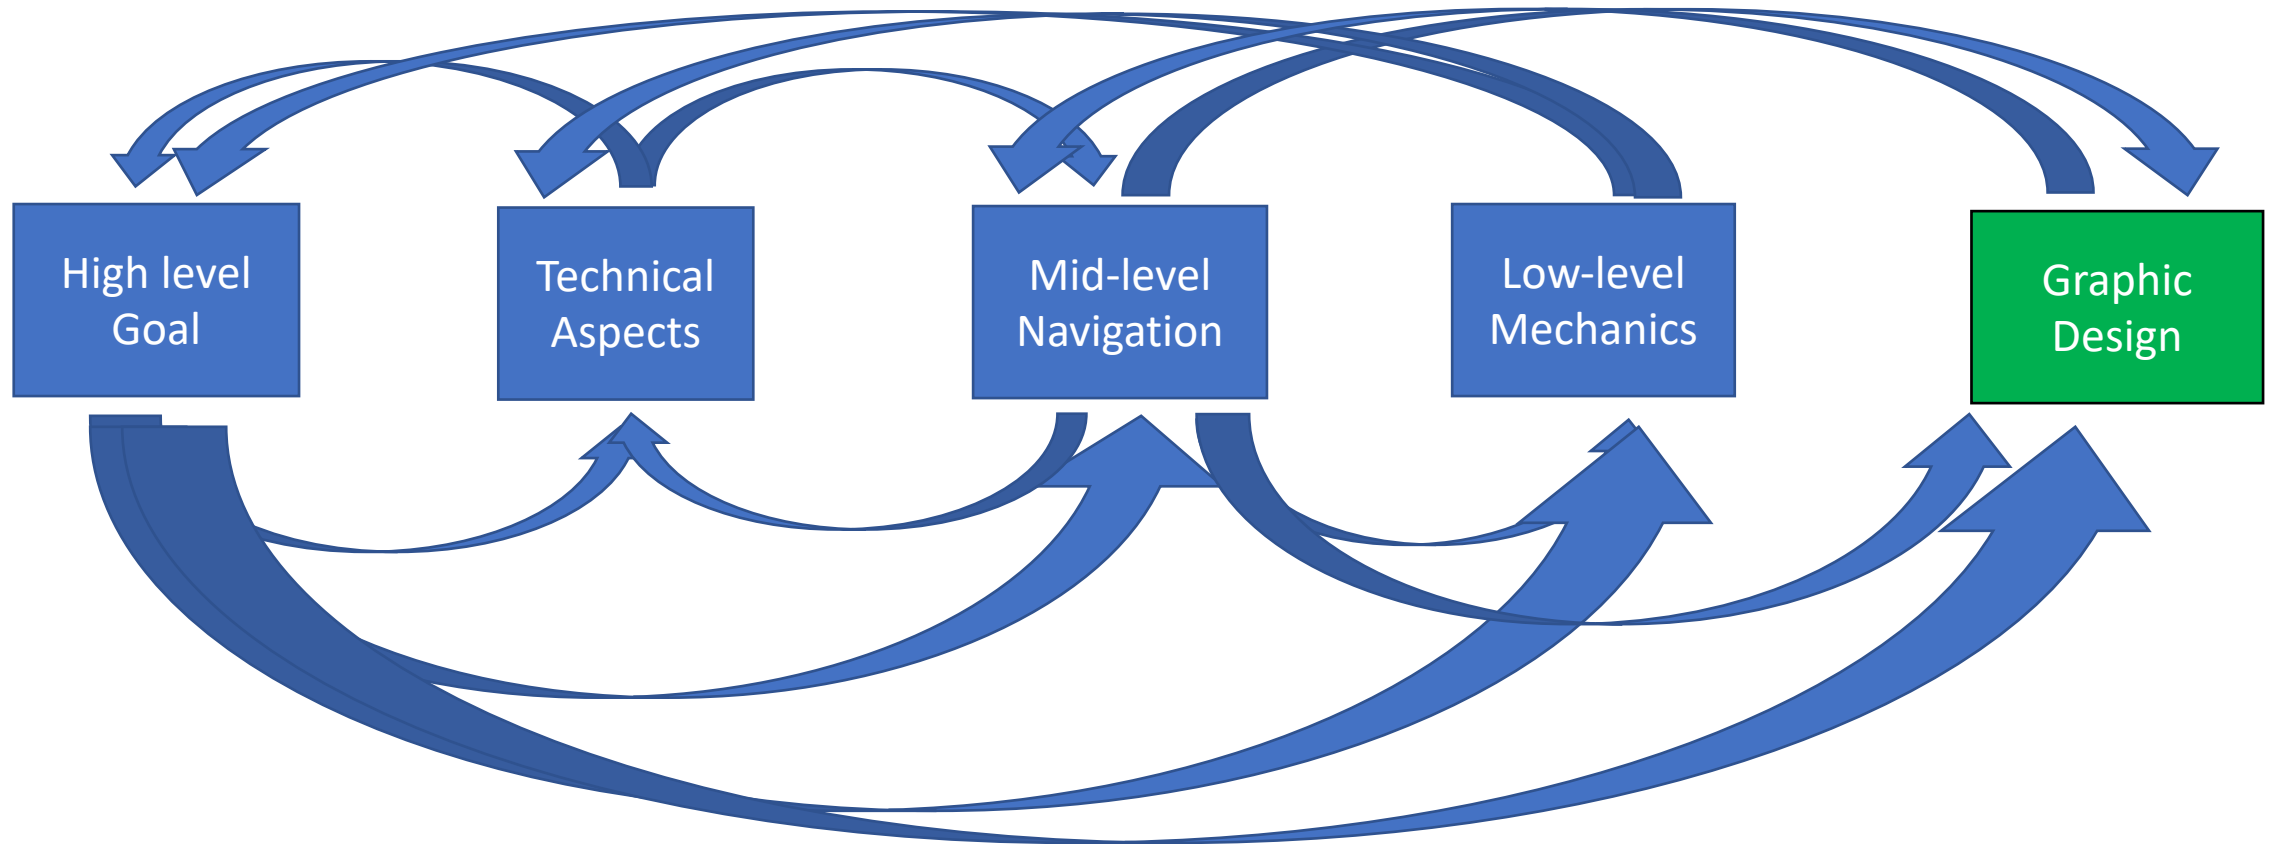 High level
Goal
Technical
Aspects
Mid-level
Navigation
Low-level
Mechanics
Graphic
Design